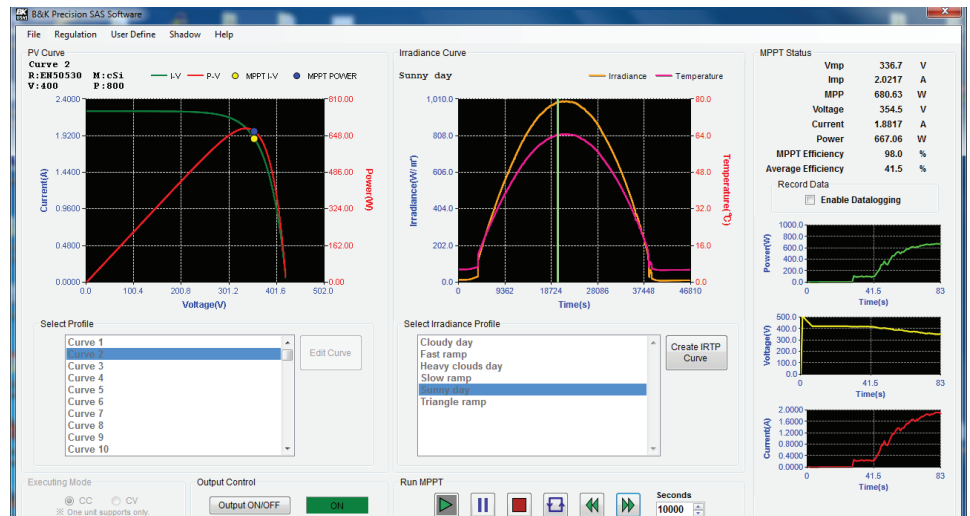 B&K Precision SAS Software
File Regulation User Define Shadow Help
PV Curve
Curve 2
R:EN50530 M:cSi
V:400 P:800
I-V P-V MPPT I-V MPPT POWER
2.4000
1.9200
1.4400
0.9600
0.4800
0.0000
Current(A)
810.00
648.00
486.00
324.00
162.00
0.00
Power(W)
0.0 100.4 200.8 301.2 401.6 502.0
Voltage(V)
Irradiance Curve
Sunny day
Irradiance Temperature
1,010.0
808.0
606.0
404.0
202.0
0.0
Irradiance(W/m²)
80.0
64.0
48.0
32.0
16.0
0.0
Temperature(℃)
0 9362 18724 28086 37448 46810
Time(s)
MPPT Status
Vmp 336.7 V
Imp 2.0217 A
MPP 680.63 W
Voltage 354.5 V
Current 1.8817 A
Power 667.06 W
MPPT Efficiency 98.0 %
Average Efficiency 41.5 %
Record Data
Enable Datalogging
1000.0
800.0
600.0
400.0
200.0
0.0
Power(W)
0 41.5 83
Time(s)
500.0
400.0
300.0
200.0
100.0
0.0
Voltage(V)
0 41.5 83
Time(s)
2.0000
1.6000
1.2000
0.8000
0.4000
0.0000
Current(A)
0 41.5 83
Time(s)
Select Profile
Curve 1
Curve 2
Curve 3
Curve 4
Curve 5
Curve 6
Curve 7
Curve 8
Curve 9
Curve 10
Edit Curve
Select Irradiance Profile
Cloudy day
Fast ramp
Heavy clouds day
Slow ramp
Sunny day
Triangle ramp
Create IRTP
Curve
Executing Mode
CC CV
※ One unit supports only.
Output Control
Output ON/OFF
ON
Run MPPT
Seconds
10000